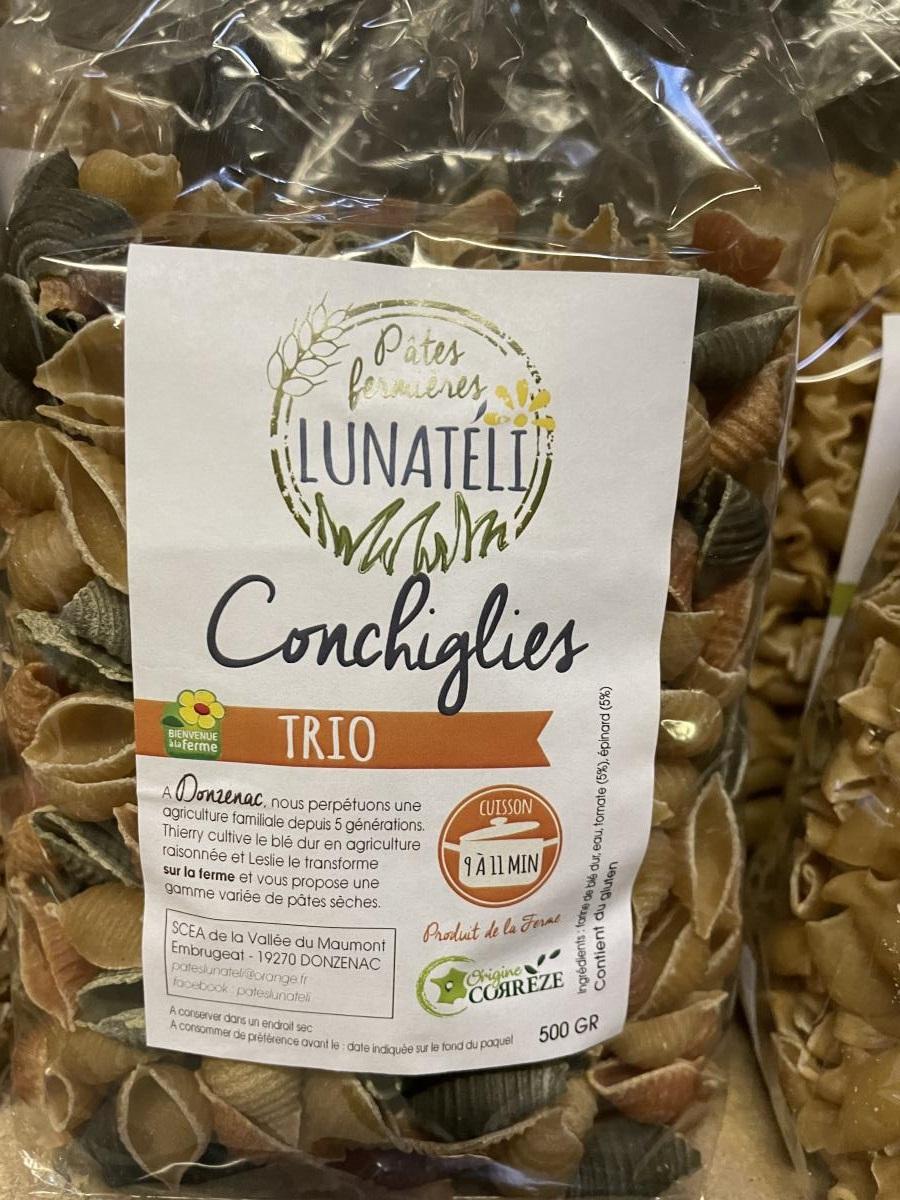 Pâtes
fermières
LUNATÉLI
Conchiglies
BIENVENUE
à la ferme
TRIO
A Donzenac, nous perpétuons une
agriculture familiale depuis 5 générations.
Thierry cultive le blé dur en agriculture
raisonnée et Leslie le transforme
sur la ferme et vous propose une
gamme variée de pâtes sèches.
CUISSON
9 À 11 MIN
Produit de la Ferme
Origine
CORRÈZE
SCEA de la Vallée du Maumont
Embrugeat - 19270 DONZENAC
pateslunateli@orange.fr
facebook : pateslunateli
A conserver dans un endroit sec
A consommer de préférence avant le : date indiquée sur le fond du paquet
500 GR
Ingrédients : farine de blé dur, eau, tomate (5%), épinard (5%)
Contient du gluten